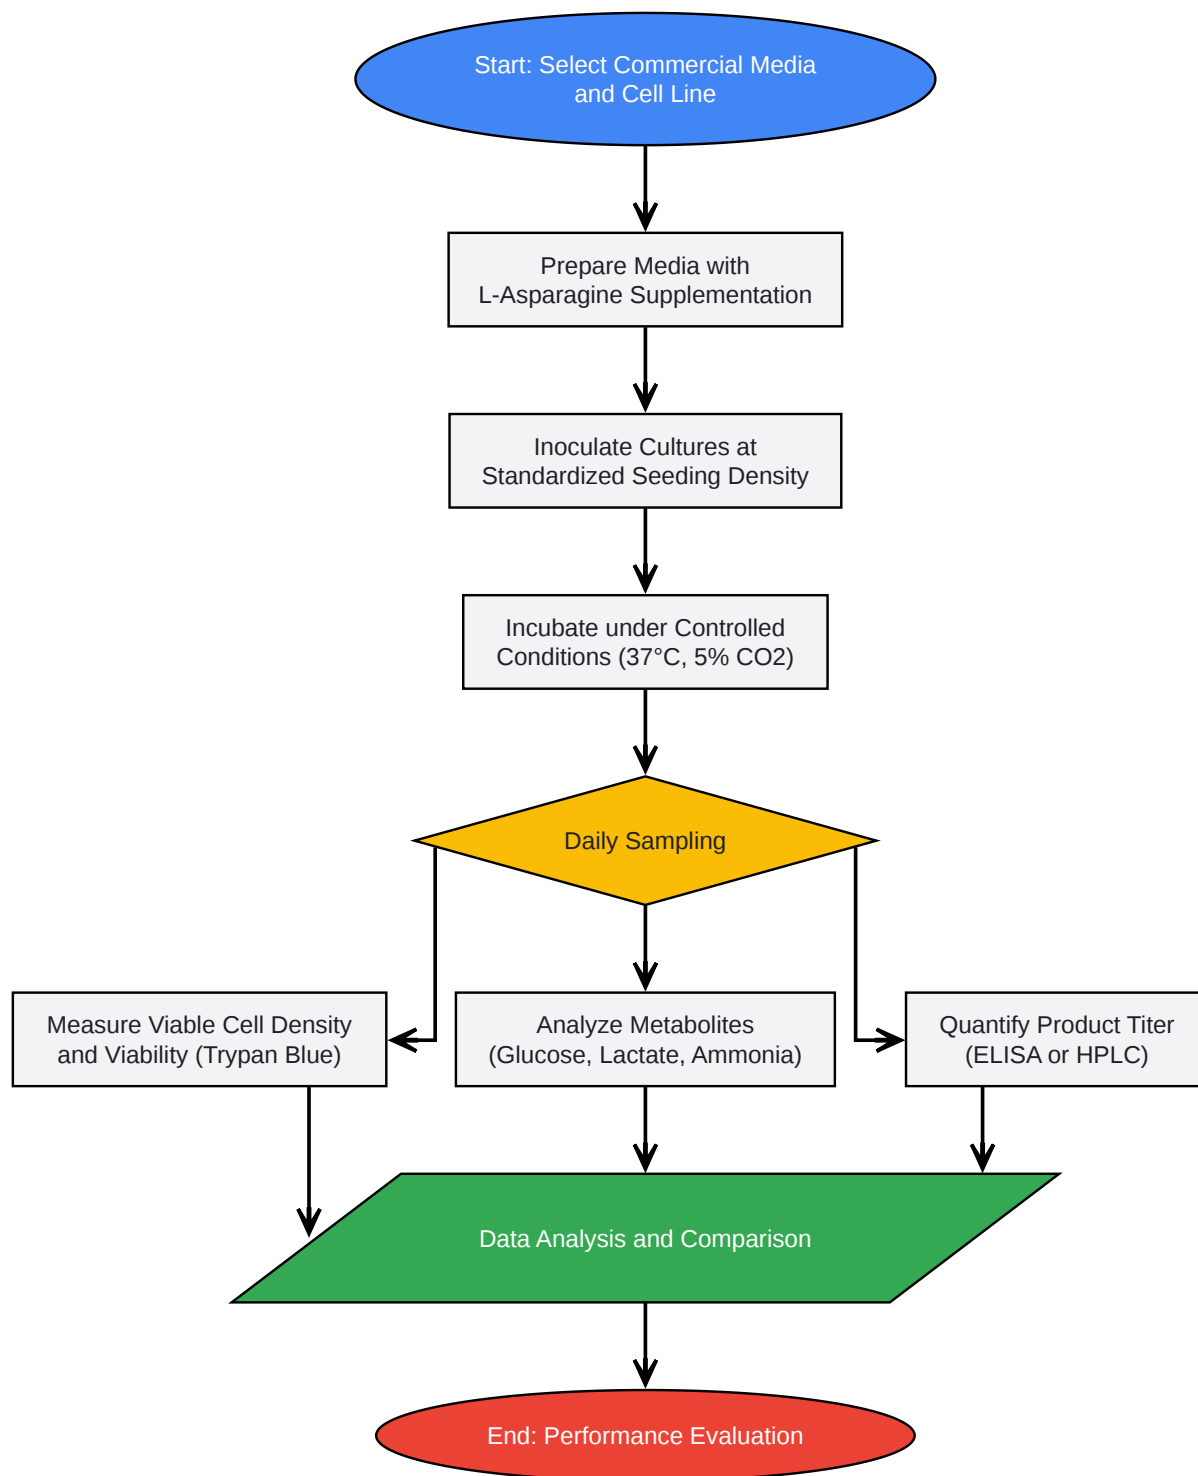 Start: Select Commercial Media
and Cell Line
Prepare Media with
L-Asparagine Supplementation
Inoculate Cultures at
Standardized Seeding Density
Incubate under Controlled
Conditions (37°C, 5% CO2)
Daily Sampling
Measure Viable Cell Density
and Viability (Trypan Blue)
Analyze Metabolites
(Glucose, Lactate, Ammonia)
Quantify Product Titer
(ELISA or HPLC)
Data Analysis and Comparison
End: Performance Evaluation